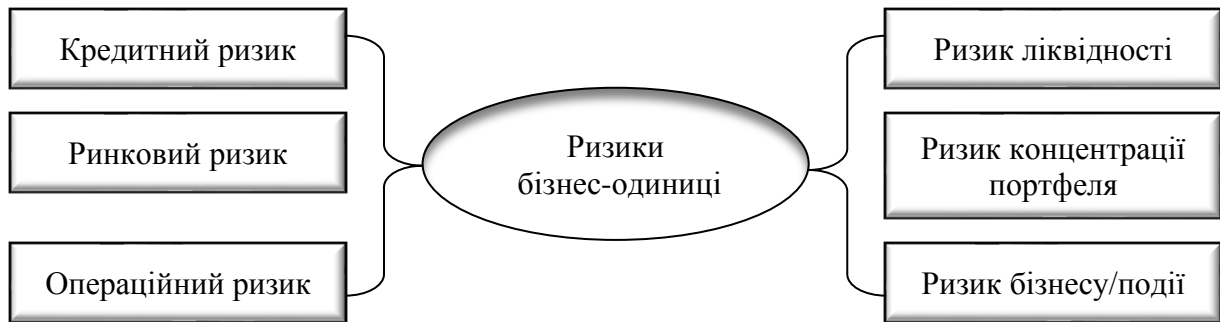 Кредитний ризик
Ринковий ризик
Операційний ризик
Ризики
бізнес-одиниці
Ризик ліквідності
Ризик концентрації
портфеля
Ризик бізнесу/події